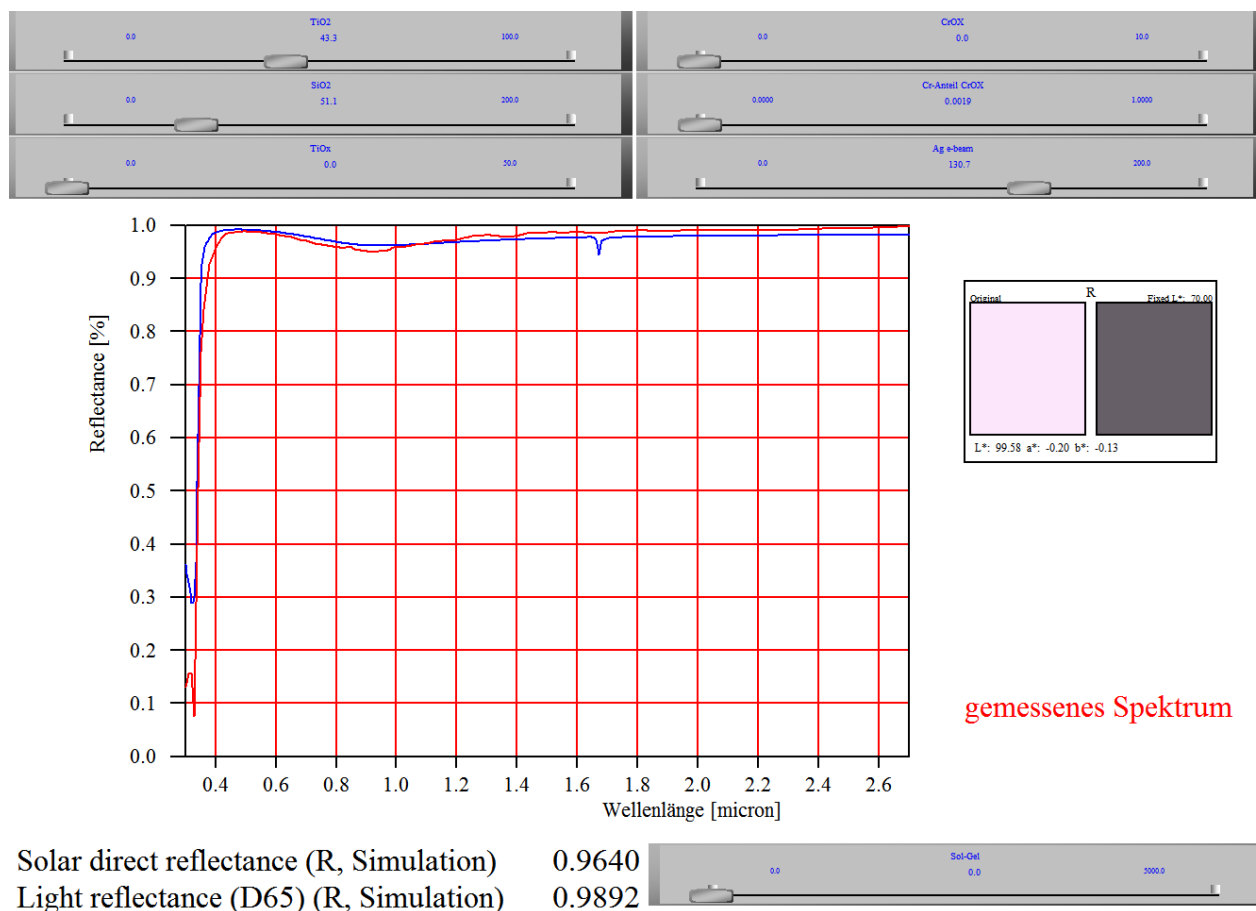 TiO2
0.0 43.3 100.0
CrOX
0.0 0.0 10.0
SiO2
0.0 51.1 200.0
Cr-Anteil CrOX
0.0000 0.0019 1.0000
TiOx
0.0 0.0 50.0
Ag e-beam
0.0 130.7 200.0
1.0
0.9
0.8
0.7
0.6
0.5
0.4
0.3
0.2
0.1
0.0
Reflectance [%]
0.4 0.6 0.8 1.0 1.2 1.4 1.6 1.8 2.0 2.2 2.4 2.6
Wellenlänge [micron]
R
Original Fixed L*: 70.00
L*: 99.58 a*: -0.20 b*: -0.13
gemessenes Spektrum
Solar direct reflectance (R, Simulation) 0.9640
Light reflectance (D65) (R, Simulation) 0.9892
Sol-Gel
0.0 0.0 5000.0